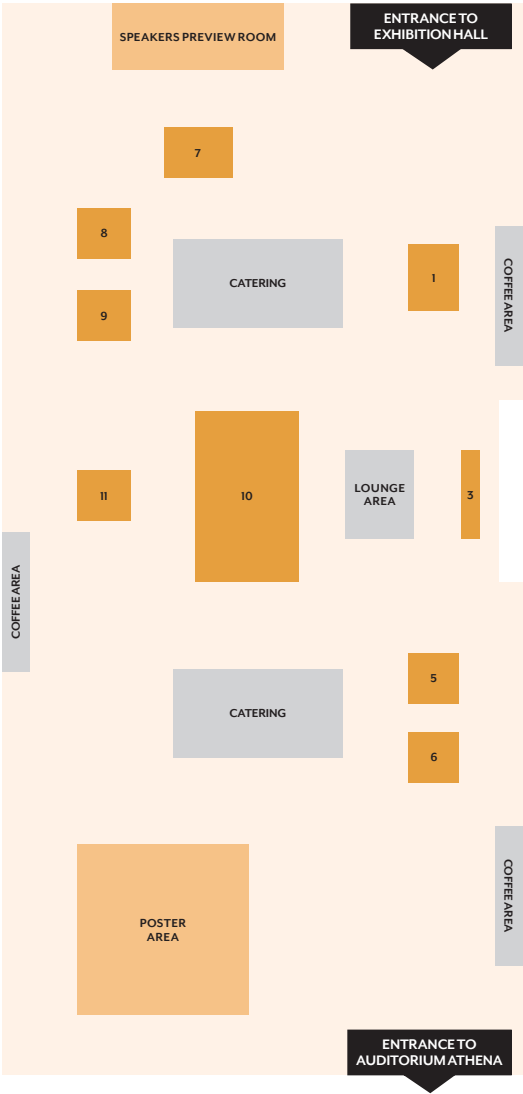 SPEAKERS PREVIEW ROOM
ENTRANCE TO
EXHIBITION HALL
7
8
CATERING
1
COFFEE AREA
9
11
10
LOUNGE
AREA
3
COFFEE AREA
5
CATERING
6
POSTER
AREA
COFFEE AREA
ENTRANCE TO
AUDITORIUM ATHENA